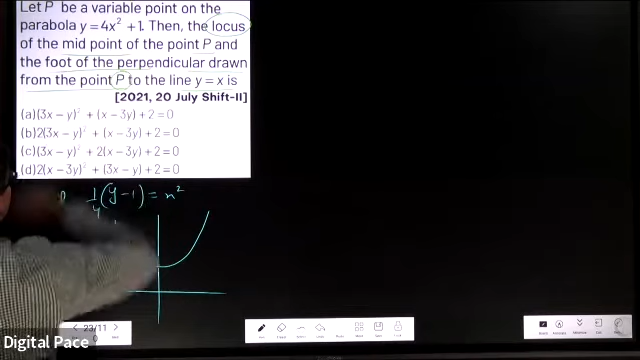 Let P be a variable point on the
parabola y = 4x² + 1. Then, the locus
of the mid point of the point P and
the foot of the perpendicular drawn
from the point P to the line y = x is
[2021, 20 July Shift-II]
(a) (3x − y)² + (x − 3y) + 2 = 0
(b) 2(3x − y)² + (x − 3y) + 2 = 0
(c) (3x − y)² + 2(x − 3y) + 2 = 0
(d) 2(x − 3y)² + (3x − y) + 2 = 0
1/4 (y − 1) = x²
23/11
Digital Pace